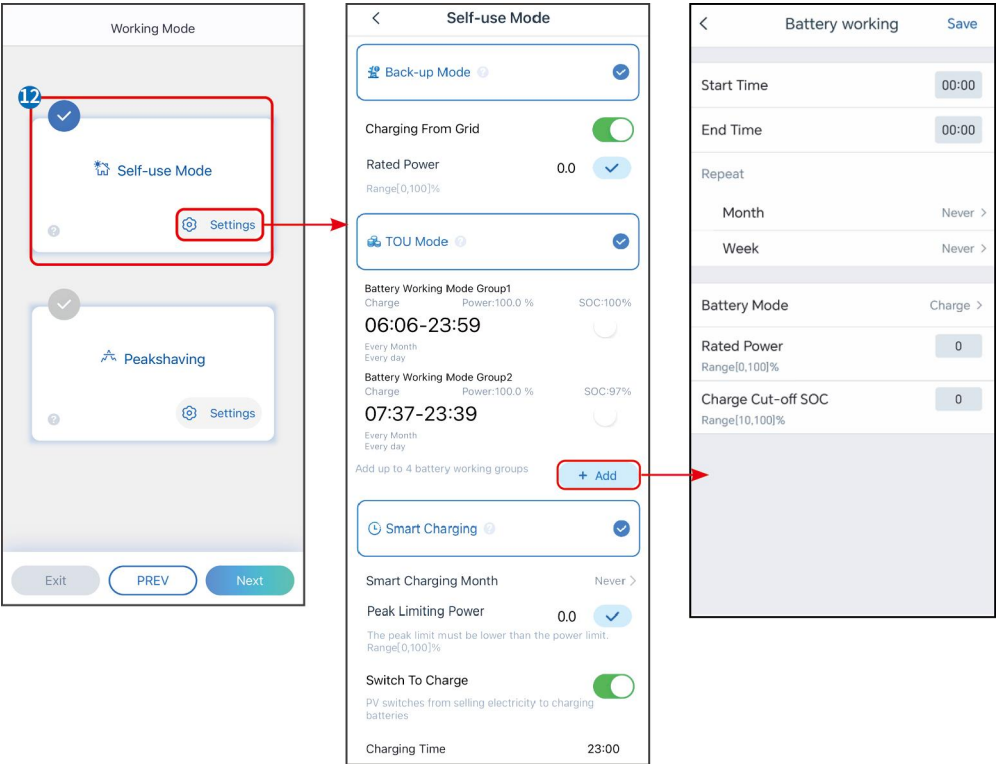 Working Mode
12
Self-use Mode
?
Settings
Peakshaving
?
Settings
Exit
PREV
Next
Self-use Mode
Back-up Mode ?
Charging From Grid
Rated Power
0.0
Range[0,100]%
TOU Mode ?
Battery Working Mode Group1
Charge Power:100.0 % SOC:100%
06:06-23:59
Every Month
Every day
Battery Working Mode Group2
Charge Power:100.0 % SOC:97%
07:37-23:39
Every Month
Every day
Add up to 4 battery working groups
+ Add
Smart Charging ?
Smart Charging Month Never >
Peak Limiting Power
0.0
The peak limit must be lower than the power limit.
Range[0,100]%
Switch To Charge
PV switches from selling electricity to charging
batteries
Charging Time 23:00
Battery working Save
Start Time 00:00
End Time 00:00
Repeat
Month Never >
Week Never >
Battery Mode Charge >
Rated Power 0
Range[0,100]%
Charge Cut-off SOC 0
Range[10,100]%